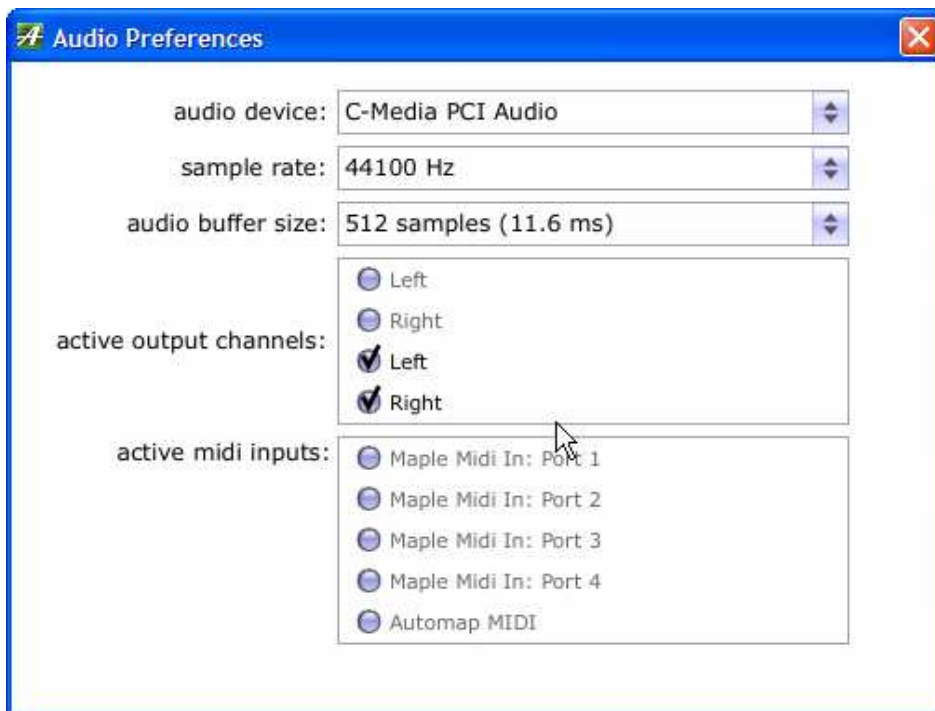 Audio Preferences
audio device: C-Media PCI Audio
sample rate: 44100 Hz
audio buffer size: 512 samples (11.6 ms)
active output channels:
Left
Right
Left
Right
active midi inputs:
Maple Midi In: Port 1
Maple Midi In: Port 2
Maple Midi In: Port 3
Maple Midi In: Port 4
Automap MIDI